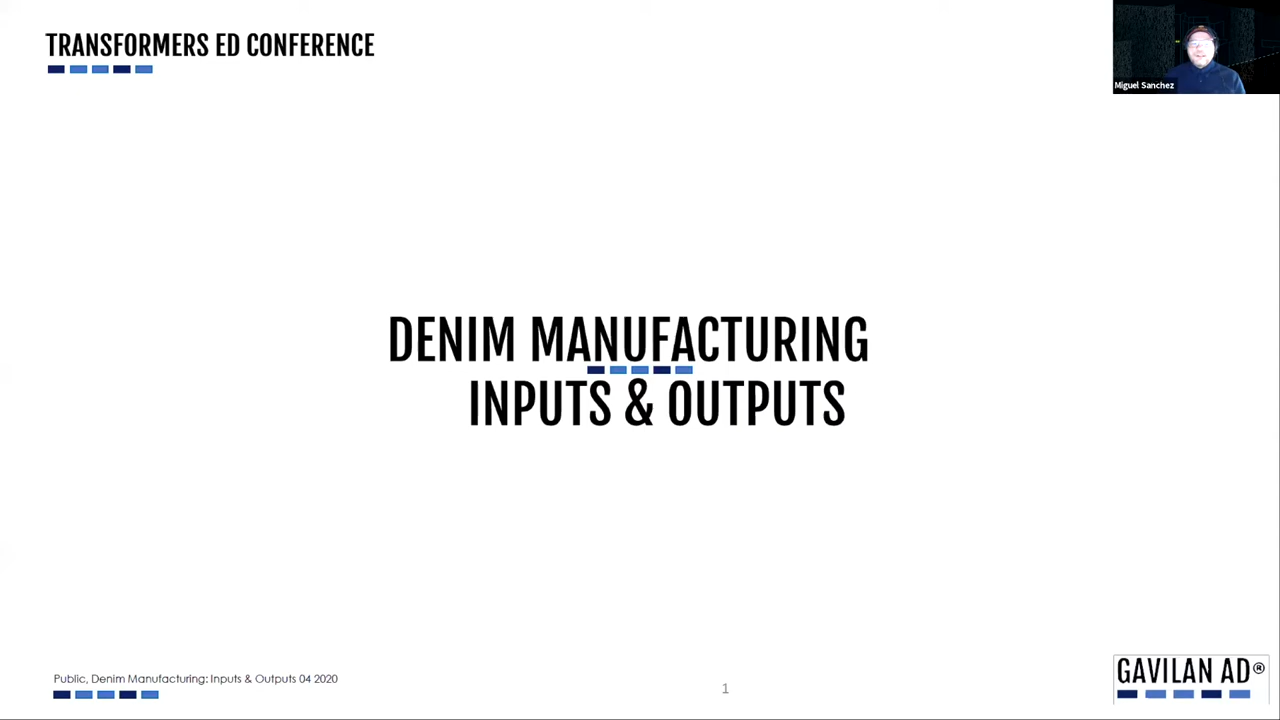 TRANSFORMERS ED CONFERENCE
Miguel Sanchez
DENIM MANUFACTURING
INPUTS & OUTPUTS
Public, Denim Manufacturing: Inputs & Outputs 04 2020
1
GAVILAN AD®